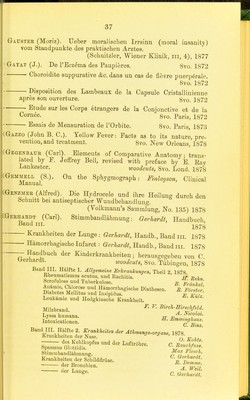 37
GAUSTER (Moriz). Ueber moralischen Irrsinn (moral insanity)
vom Standpunkte des praktischen Arztes.
(Schnitzler, Wiener Klinik, III, 4), 1877
GAYAT (J.). De l'Eczéma des Paupières. 8vo. 1872
— Choroidite suppurative &c. dans un cas de fièvre puerpérale.
8vo. 1872
— Disposition des Lambeaux de la Capsule Cristallinienne
après son ouverture. 8vo. 1872
— Etude sur les Corps étrangers de la Conjonctive et de la
Cornée. 8vo. Paris, 1872
— Essais de Mensuration de l'Orbite. 8vo. Paris, 1873
GAZZO (John B. C.). Yellow Fever: Facts as to its nature, pre-
vention, and treatment. 8vo. New Orleans, 1878
GEGENBAUR (Carl). Elements of Comparative Anatomy: trans-
lated by F. Jeffrey Bell, revised with preface by E. Ray
Lankester. woodcuts, 8vo. Lond. 1878
GEMMELL (S.). On the Sphygmograph: Finlayson, Clinical
Manual. 1878
GENZMER (Alfred). Die Hydrocele und ihre Heilung durch den
Schnitt bei antiseptischer Wundbehandlung.
(Volkmann's Sammlung, No. 135) 1878
GERHARDT (Carl). Stimmbandlähmung: Gerhardt, Handbuch,
Band III. 1878
— Krankheiten der Lunge: Gerhardt, Handb., Band III. 1878
— Hämorrhagischer Infarct: Gerhardt, Handb., Band III. 1878
— Handbuch der Kinderkrankheiten; herausgegeben von C.
Gerhardt. woodcuts, 8vo. Tübingen, 1878
Band III. Hälfte 1. Allgemeine Erkrankungen, Theil 2, 1878.
Rheumatismus acutus, und Rachitis. H. Rehn.
Scrofulose und Tuberkulose.
Anämie, Chlorose und Hämorrhagische Diathesen. R. Förster.
Diabetes Mellitus und Insipidus. E. Külz.
Leukämie und Hodgkinsche Krankheit.
F. V. Birch-Hirschfeld.
Milzbrand. A. Nicolai.
Lyssa humana. H. Emminghaus.
Intoxicationen. C. Binz.
Band III. Hälfte 2. Krankheiten der Athmungs-organe, 1878.
Krankheiten der Nase. O. Kohts.
— des Kehlkopfes und der Luftröhre. C. Rauchfuss.
Spasmus Glottidis. Max Flesch.
Stimmbandlähmung. C. Gerhardt.
Krankheiten der Schilddrüse. R. Demme.
— der Bronchien. A. Weil.
— der Lunge. C. Gerhardt.